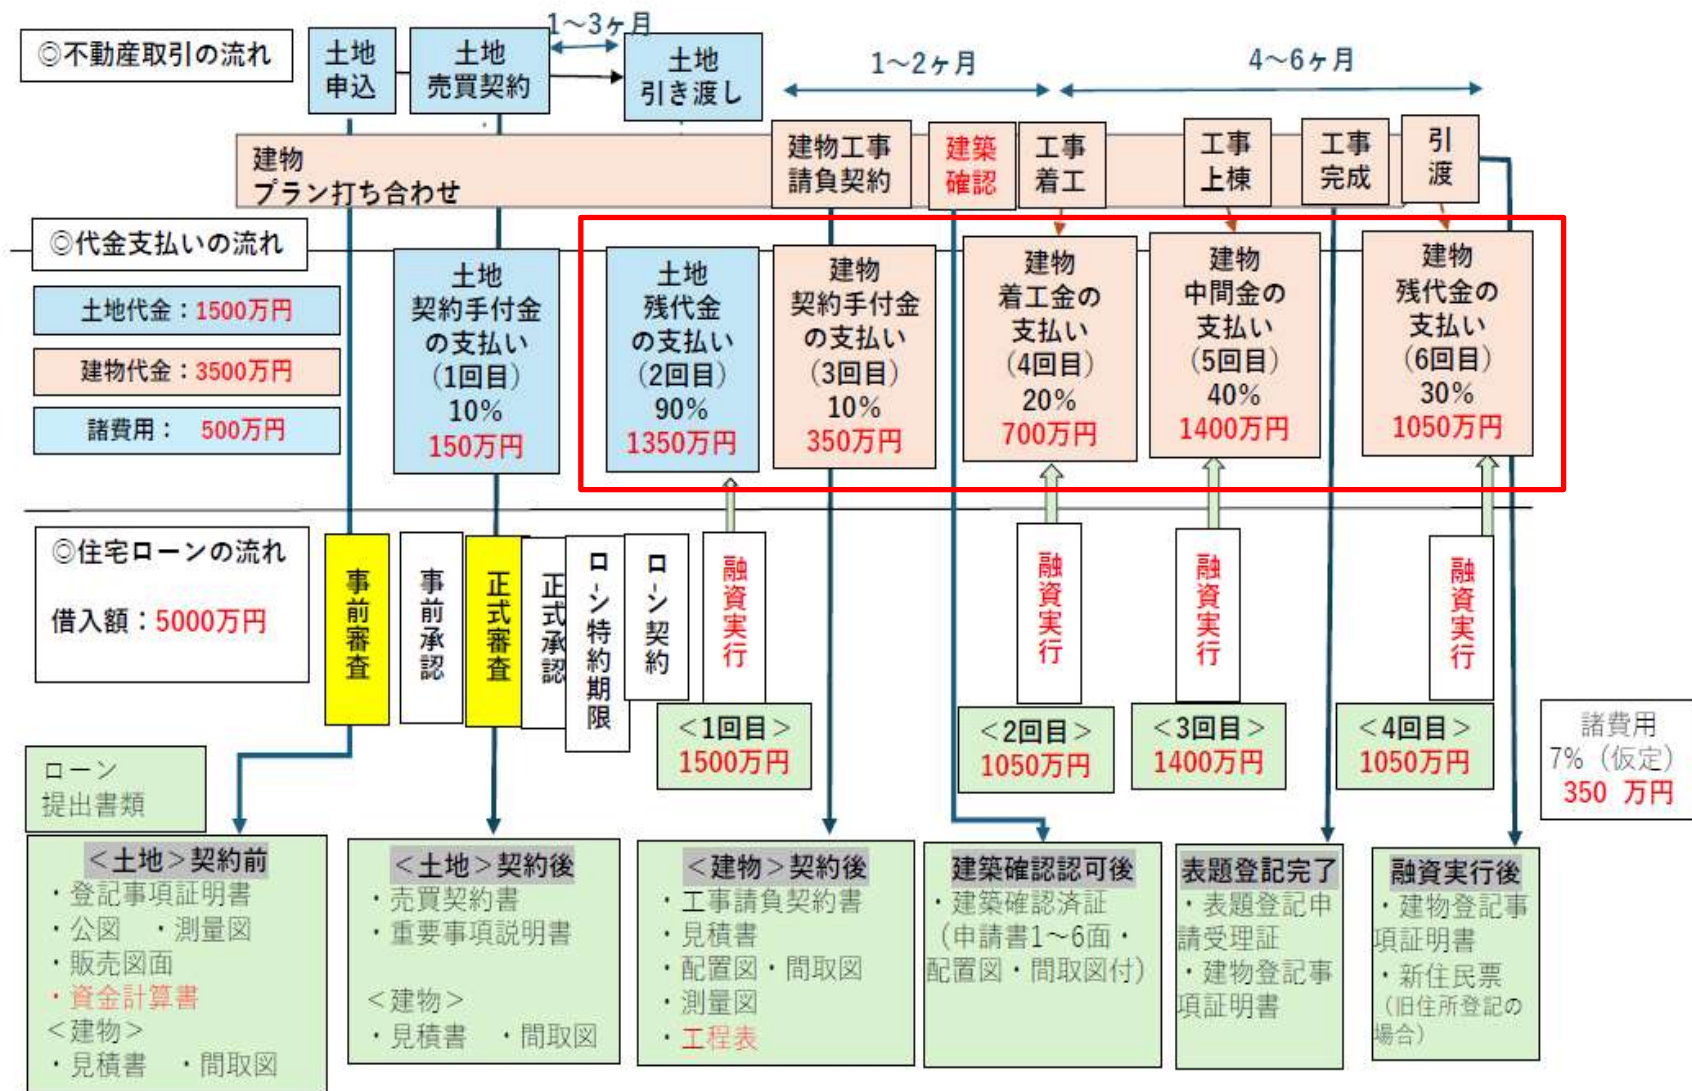 ◎不動産取引の流れ
土地
申込
土地
売買契約
1～3ヶ月
土地
引き渡し
1～2ヶ月
4～6ヶ月
建物
プラン打ち合わせ
建物工事
請負契約
建築
確認
工事
着工
工事
上棟
工事
完成
引
渡
◎代金支払いの流れ
土地代金：1500万円
建物代金：3500万円
諸費用： 500万円
土地
契約手付金
の支払い
（1回目）
10%
150万円
土地
残代金
の支払い
（2回目）
90%
1350万円
建物
契約手付金
の支払い
（3回目）
10%
350万円
建物
着工金の
支払い
（4回目）
20%
700万円
建物
中間金の
支払い
（5回目）
40%
1400万円
建物
残代金の
支払い
（6回目）
30%
1050万円
◎住宅ローンの流れ
借入額：5000万円
事前審査
事前承認
正式審査
正式承認
ローン特約期限
ローン契約
融資実行
融資実行
融資実行
融資実行
＜1回目＞
1500万円
＜2回目＞
1050万円
＜3回目＞
1400万円
＜4回目＞
1050万円
諸費用
7%（仮定）
350 万円
ローン
提出書類
＜土地＞契約前
・登記事項証明書
・公図 ・測量図
・販売図面
・資金計算書
＜建物＞
・見積書 ・間取図
＜土地＞契約後
・売買契約書
・重要事項説明書
＜建物＞
・見積書 ・間取図
＜建物＞契約後
・工事請負契約書
・見積書
・配置図・間取図
・測量図
・工程表
建築確認認可後
・建築確認済証
（申請書1～6面・
配置図・間取図付）
表題登記完了
・表題登記申
請受理証
・建物登記事
項証明書
融資実行後
・建物登記事
項証明書
・新住民票
（旧住所登記の
場合）